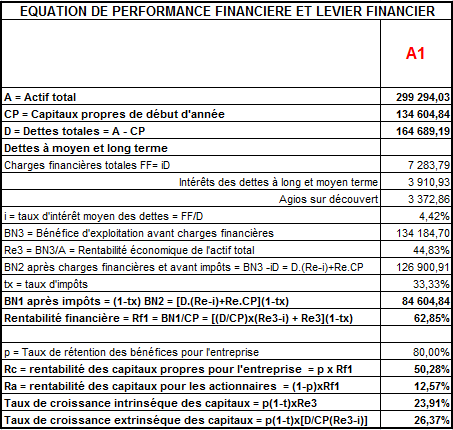 EQUATION DE PERFORMANCE FINANCIERE ET LEVIER FINANCIER
A1
A = Actif total 299 294,03
CP = Capitaux propres de début d'année 134 604,84
D = Dettes totales = A - CP 164 689,19
Dettes à moyen et long terme
Charges financières totales FF= iD 7 283,79
Intérêts des dettes à long et moyen terme 3 910,93
Agios sur découvert 3 372,86
i = taux d'intérêt moyen des dettes = FF/D 4,42%
BN3 = Bénéfice d'exploitation avant charges financières 134 184,70
Re3 = BN3/A = Rentabilité économique de l'actif total 44,83%
BN2 après charges financières et avant impôts = BN3 -iD = D.(Re-i)+Re.CP 126 900,91
tx = taux d'impôts 33,33%
BN1 après impôts = (1-tx) BN2 = [D.(Re-i)+Re.CP](1-tx) 84 604,84
Rentabilité financière = Rf1 = BN1/CP = [(D/CP)x(Re3-i) + Re3](1-tx) 62,85%
p = Taux de rétention des bénéfices pour l'entreprise 80,00%
Rc = rentabilité des capitaux propres pour l'entreprise = p x Rf1 50,28%
Ra = rentabilité des capitaux pour les actionnaires = (1-p)xRf1 12,57%
Taux de croissance intrinséque des capitaux = p(1-t)xRe3 23,91%
Taux de croissance extrinséque des capitaux = p(1-t)x[D/CP(Re3-i)] 26,37%